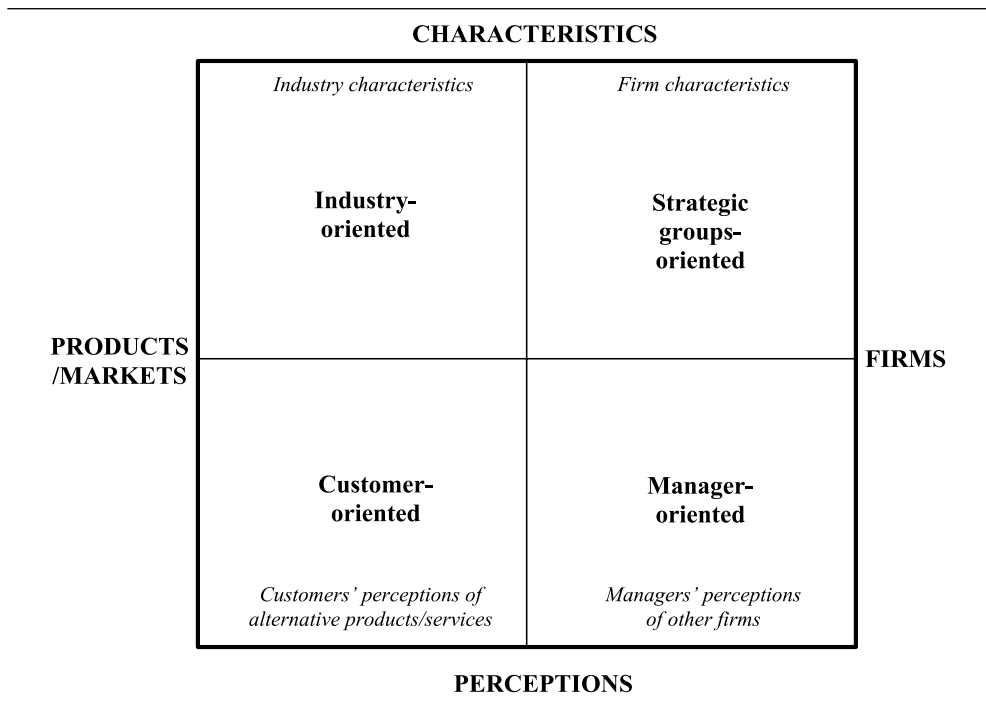 CHARACTERISTICS
Industry characteristics
Firm characteristics
Industry-
oriented
Strategic
groups-
oriented
PRODUCTS
/MARKETS
FIRMS
Customer-
oriented
Manager-
oriented
Customers’ perceptions of
alternative products/services
Managers’ perceptions
of other firms
PERCEPTIONS